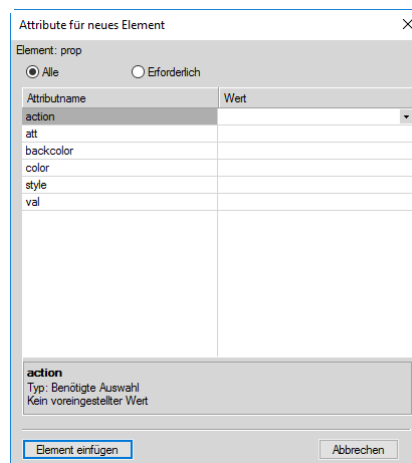 Attribute für neues Element
Element: prop
Alle Erforderlich
Attributname Wert
action
att
backcolor
color
style
val
action
Typ: Benötigte Auswahl
Kein voreingestellter Wert
Element einfügen Abbrechen